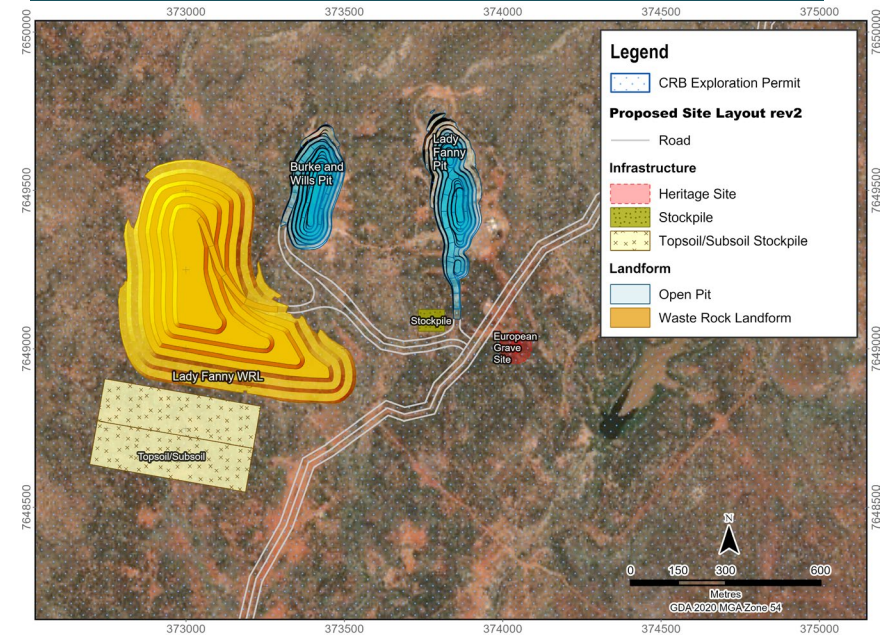 373000 373500 374000 374500 375000
7650000
7650000
Legend
CRB Exploration Permit
Proposed Site Layout rev2
Road
Infrastructure
Heritage Site
Stockpile
Topsoil/Subsoil Stockpile
Landform
Open Pit
Waste Rock Landform
Burke and
Wills Pit
Lady
Fanny
Pit
7649500
7649500
Stockpile
European
Grave
Site
7649000
7649000
Lady Fanny WRL
Topsoil/Subsoil
7648500
7648500
N
0 150 300 600
Metres
GDA 2020 MGA Zone 54
373000 373500 374000 374500 375000